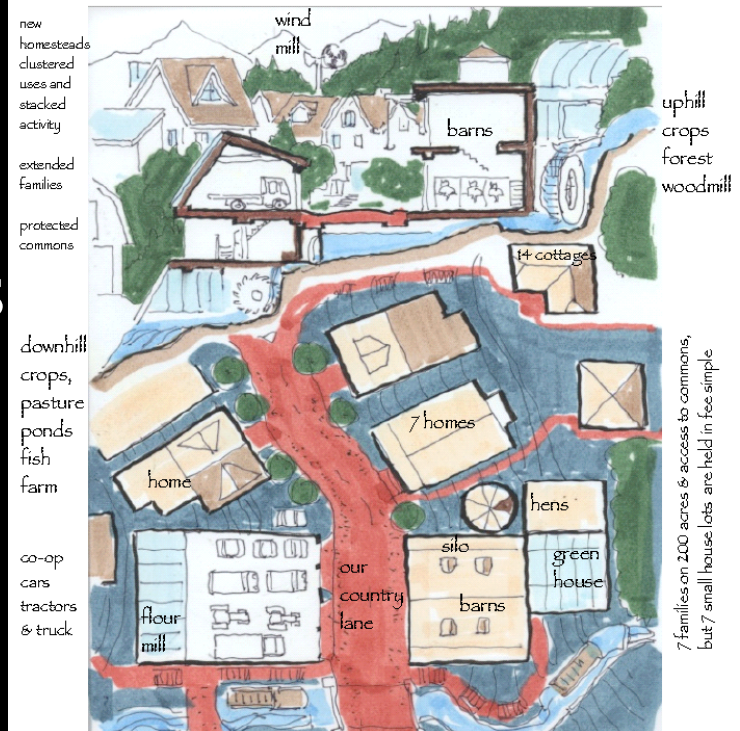 new
homesteads
clustered
uses and
stacked
activity
extended
families
protected
commons
wind
mill
barns
uphill
crops
forest
woodmill
14 cottages
downhill
crops,
pasture
ponds
fish
farm
7 homes
home
hens
silo
green
house
barns
our
country
lane
flour
mill
co-op
cars
tractors
& truck
7 families on 200 acres & access to commons,
but 7 small house lots are held in fee simple